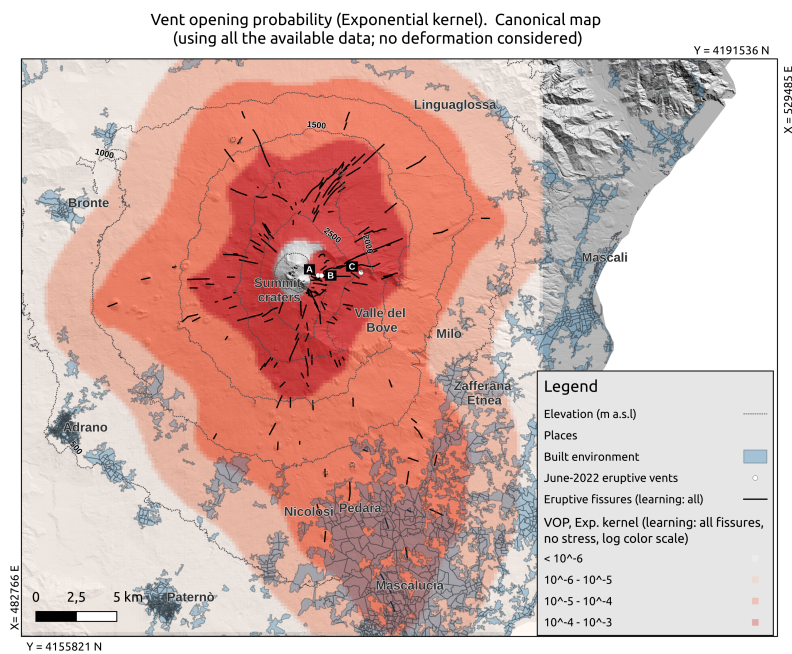 Vent opening probability (Exponential kernel).  Canonical map
(using all the available data; no deformation considered)
Y = 4191536 N
X = 529485 E
Linguaglossa
1500
1000
Bronte
2500
2000
Mascali
A
B
C
Summit
craters
Valle del
Bove
Milo
Zafferana
Etnea
Adrano
500
Nicolosi
Pedara
Mascalucia
Paternò
0
2,5
5 km
X= 482766 E
Y = 4155821 N
Legend
Elevation (m a.s.l)
Places
Built environment
June-2022 eruptive vents
Eruptive fissures (learning: all)
VOP, Exp. kernel (learning: all fissures,
no stress, log color scale)
< 10^-6
10^-6 - 10^-5
10^-5 - 10^-4
10^-4 - 10^-3